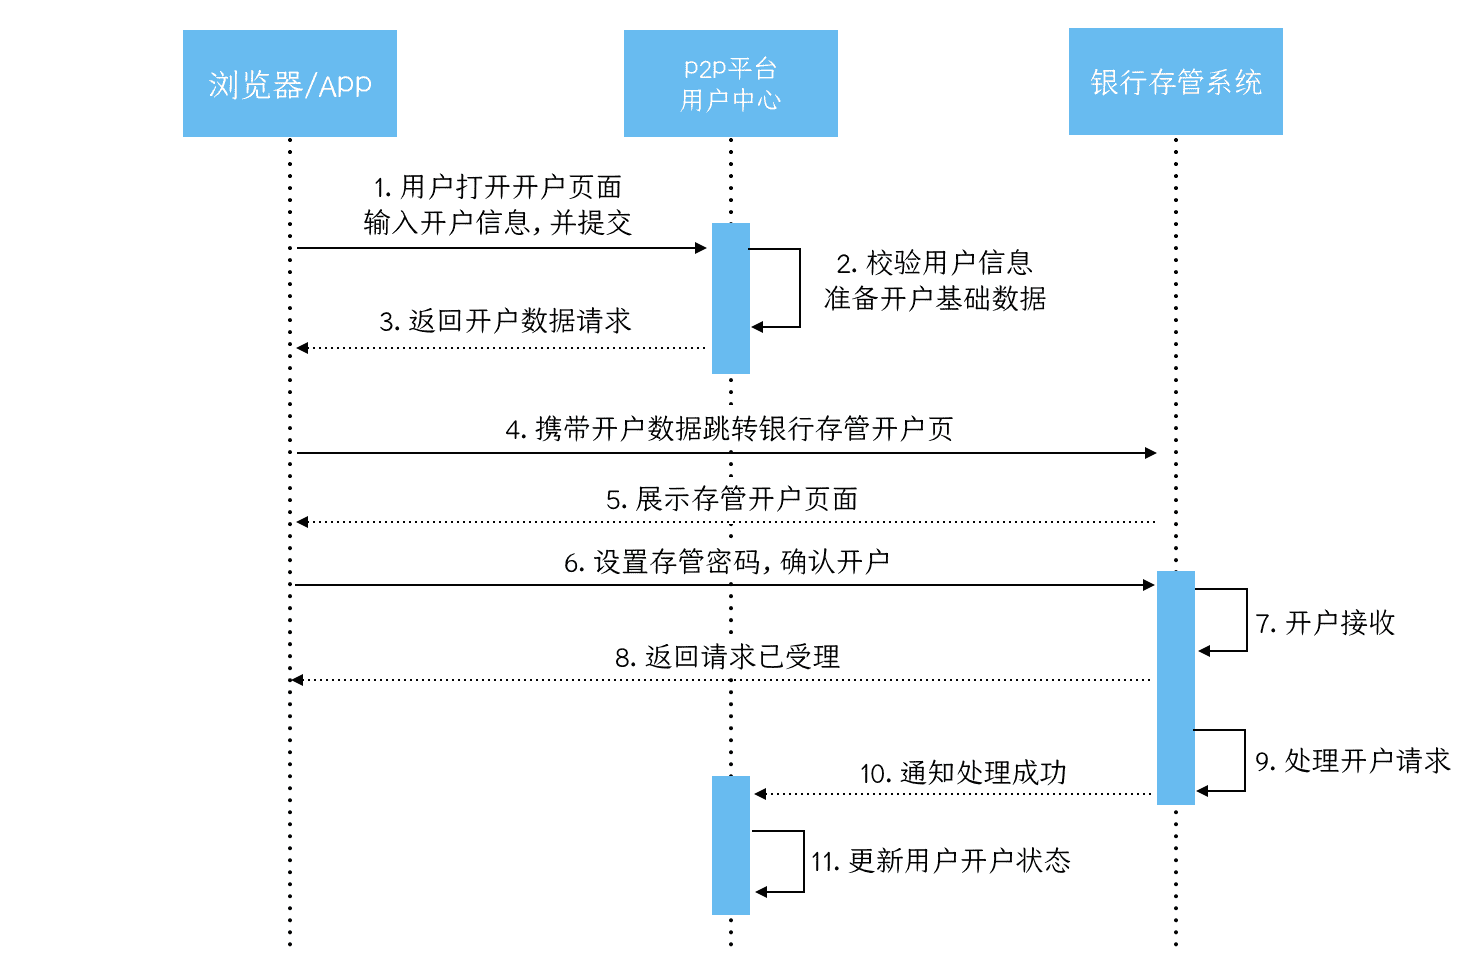 浏览器/App
p2p平台
用户中心
银行存管系统
1. 用户打开开户页面
输入开户信息, 并提交
2. 校验用户信息
准备开户基础数据
3. 返回开户数据请求
4. 携带开户数据跳转银行存管开户页
5. 展示存管开户页面
6. 设置存管密码, 确认开户
7. 开户接收
8. 返回请求已受理
9. 处理开户请求
10. 通知处理成功
11. 更新用户开户状态